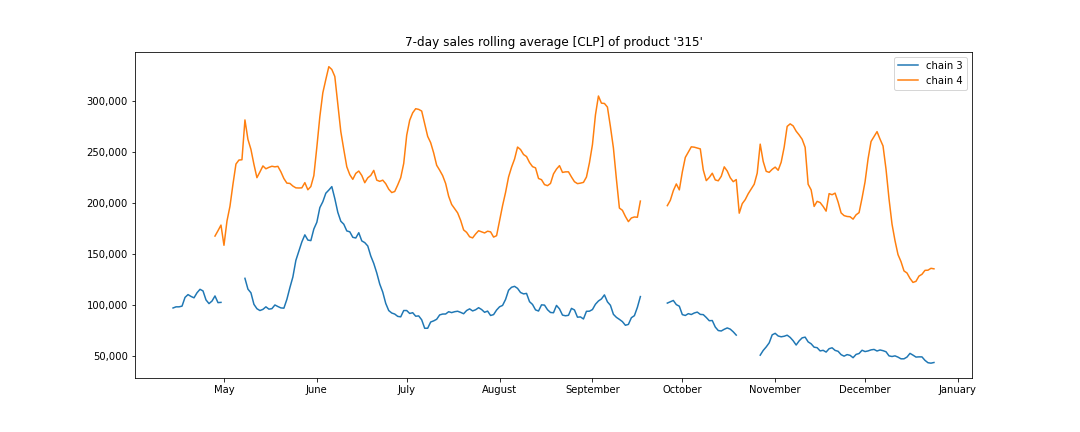 7-day sales rolling average [CLP] of product '315'
chain 3
chain 4
300,000
250,000
200,000
150,000
100,000
50,000
May June July August September October November December January